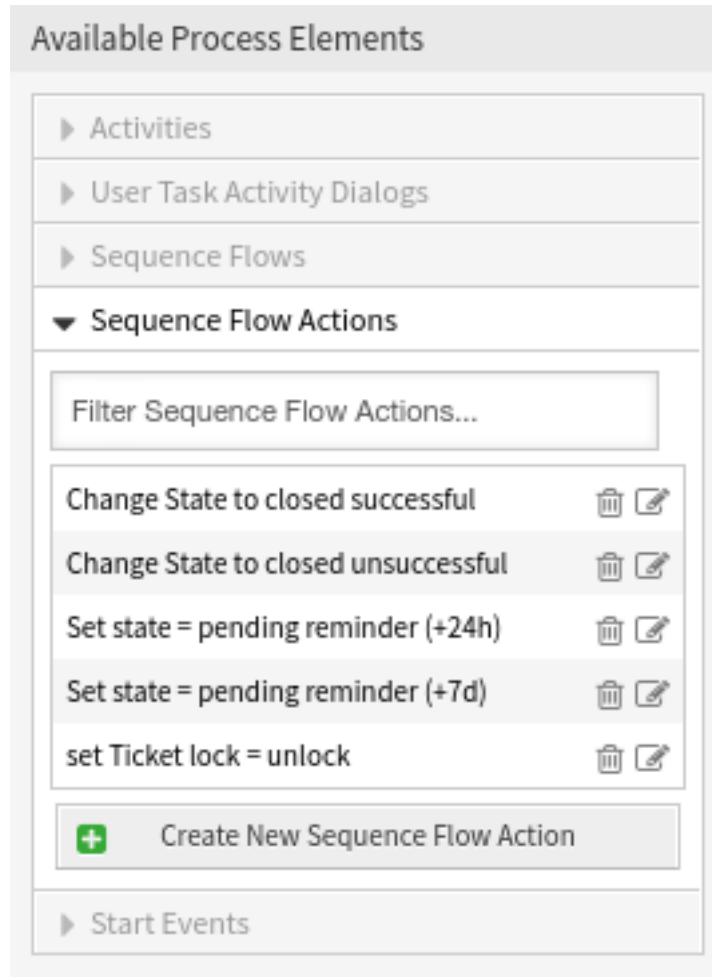 Available Process Elements
Activities
User Task Activity Dialogs
Sequence Flows
Sequence Flow Actions
Filter Sequence Flow Actions...
Change State to closed successful
Change State to closed unsuccessful
Set state = pending reminder (+24h)
Set state = pending reminder (+7d)
set Ticket lock = unlock
Create New Sequence Flow Action
Start Events